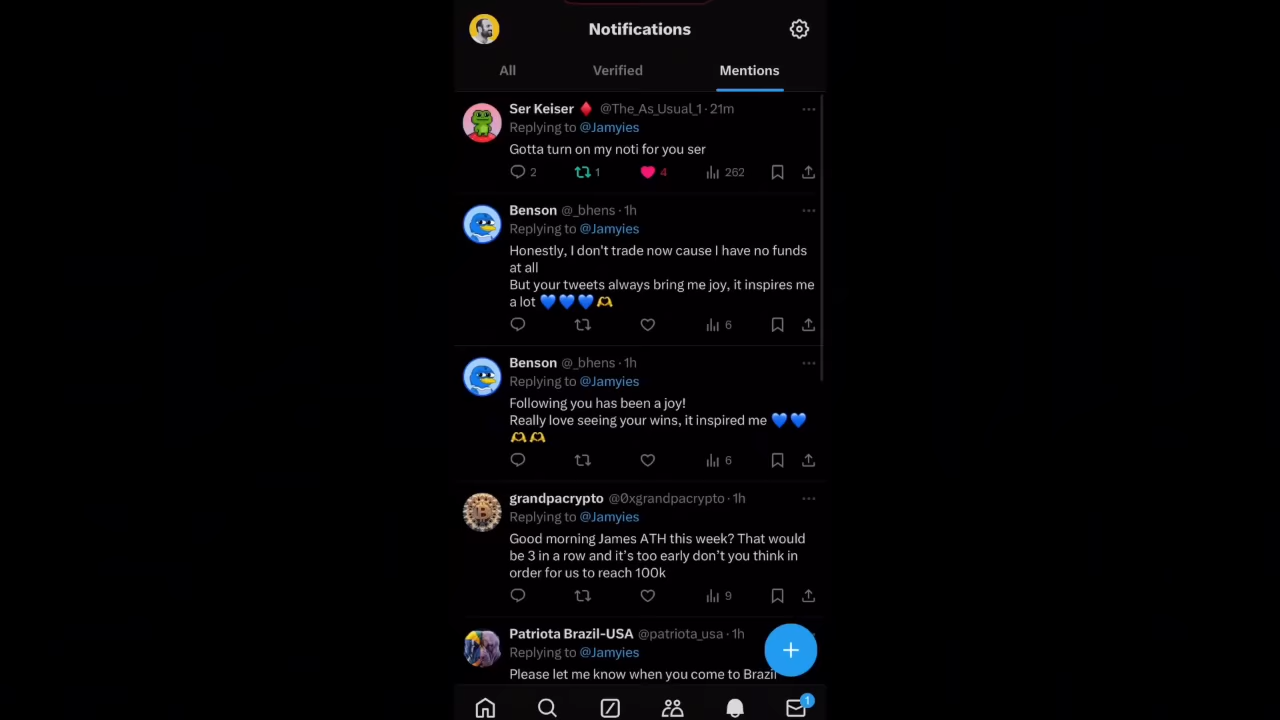 Notifications
All Verified Mentions
Ser Keiser ♦️ @The_As_Usual_1 · 21m
Replying to @Jamyies
Gotta turn on my noti for you ser
2 1 4 262
Benson @_bhens · 1h
Replying to @Jamyies
Honestly, I don't trade now cause I have no funds
at all
But your tweets always bring me joy, it inspires me
a lot 💙💙💙🫶
6
Benson @_bhens · 1h
Replying to @Jamyies
Following you has been a joy!
Really love seeing your wins, it inspired me 💙💙
🫶🫶
6
grandpacrypto @0xgrandpacrypto · 1h
Replying to @Jamyies
Good morning James ATH this week? That would
be 3 in a row and it's too early don't you think in
order for us to reach 100k
9
Patriota Brazil-USA @patriota_usa · 1h
Replying to @Jamyies
Please let me know when you come to Brazil
1